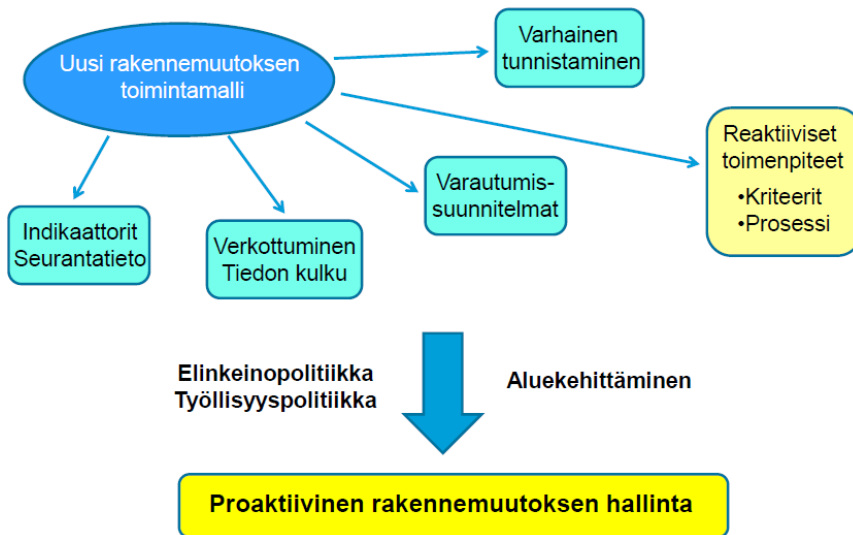 Uusi rakennemuutoksen
toimintamalli
Varhainen
tunnistaminen
Reaktiiviset
toimenpiteet
•Kriteerit
•Prosessi
Varautumis-
suunnitelmat
Indikaattorit
Seurantatieto
Verkottuminen
Tiedon kulku
Elinkeinopolitiikka
Työllisyyspolitiikka
Aluekehittäminen
Proaktiivinen rakennemuutoksen hallinta